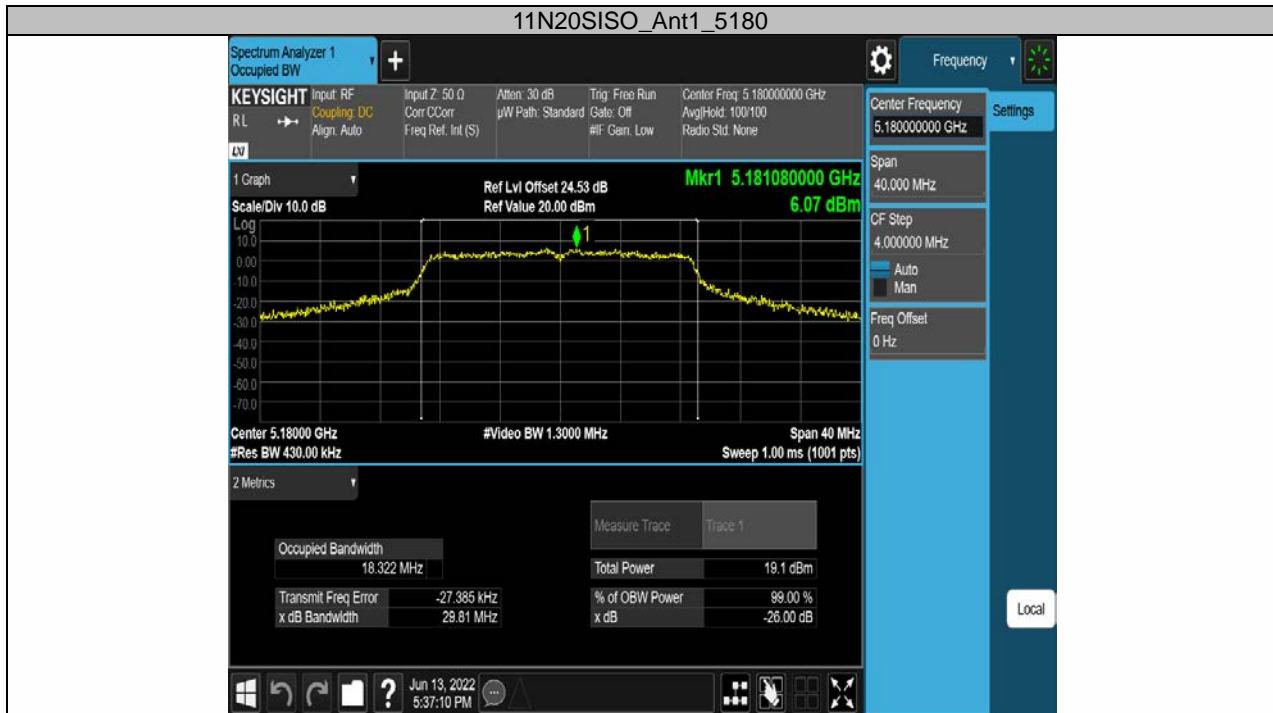 11N20SISO_Ant1_5180
Spectrum Analyzer 1
Occupied BW
+
Frequency
KEYSIGHT
RL
LXI
Input: RF
Coupling: DC
Align: Auto
Input Z: 50 Ω
Corr CCorr
Freq Ref: Int (S)
Atten: 30 dB
µW Path: Standard
Trig: Free Run
Gate: Off
#IF Gain: Low
Center Freq: 5.180000000 GHz
Avg|Hold: 100/100
Radio Std: None
Center Frequency
5.180000000 GHz
Settings
Span
40.000 MHz
CF Step
4.000000 MHz
Auto
Man
Freq Offset
0 Hz
Local
1 Graph
Scale/Div 10.0 dB
Ref Lvl Offset 24.53 dB
Ref Value 20.00 dBm
Mkr1 5.181080000 GHz
6.07 dBm
Log
10.0
0.00
-10.0
-20.0
-30.0
-40.0
-50.0
-60.0
-70.0
1
Center 5.18000 GHz
#Video BW 1.3000 MHz
Span 40 MHz
#Res BW 430.00 kHz
Sweep 1.00 ms (1001 pts)
2 Metrics
Measure Trace Trace 1
Occupied Bandwidth
18.322 MHz
Total Power 19.1 dBm
Transmit Freq Error -27.385 kHz
% of OBW Power 99.00 %
x dB Bandwidth 29.81 MHz
x dB -26.00 dB
?
Jun 13, 2022
5:37:10 PM